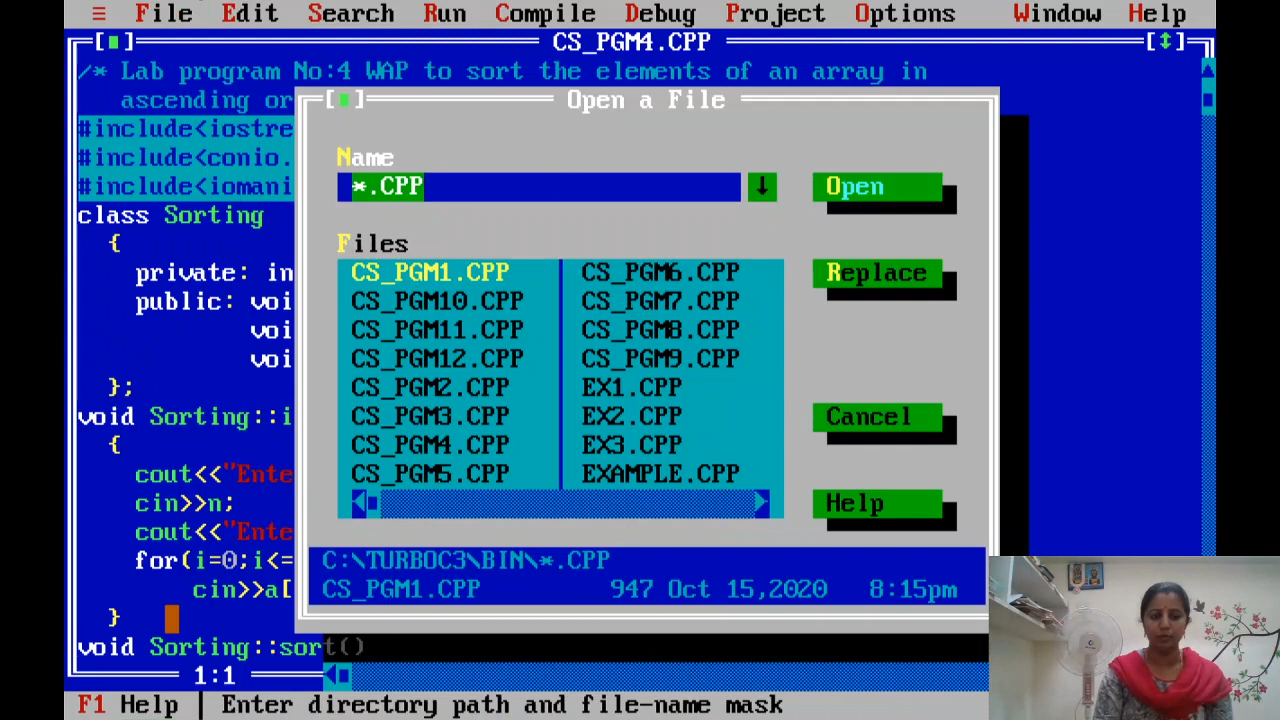 ≡ File Edit Search Run Compile Debug Project Options Window Help
CS_PGM4.CPP
/* Lab program No:4 WAP to sort the elements of an array in
ascending or
Open a File
#include<iostre
#include<conio.
Name
#include<iomani
*.CPP
Open
class Sorting
{
Files
private: in
CS_PGM1.CPP CS_PGM6.CPP
Replace
public: voi
CS_PGM10.CPP CS_PGM7.CPP
voi
CS_PGM11.CPP CS_PGM8.CPP
voi
CS_PGM12.CPP CS_PGM9.CPP
};
CS_PGM2.CPP EX1.CPP
void Sorting::i
CS_PGM3.CPP EX2.CPP
Cancel
{
CS_PGM4.CPP EX3.CPP
cout<<"Ente
CS_PGM5.CPP EXAMPLE.CPP
cin>>n;
Help
cout<<"Ente
for(i=0;i<=
C:\TURBOC3\BIN\*.CPP
cin>>a[
CS_PGM1.CPP 947 Oct 15,2020 8:15pm
}
void Sorting::sort()
1:1
F1 Help | Enter directory path and file-name mask